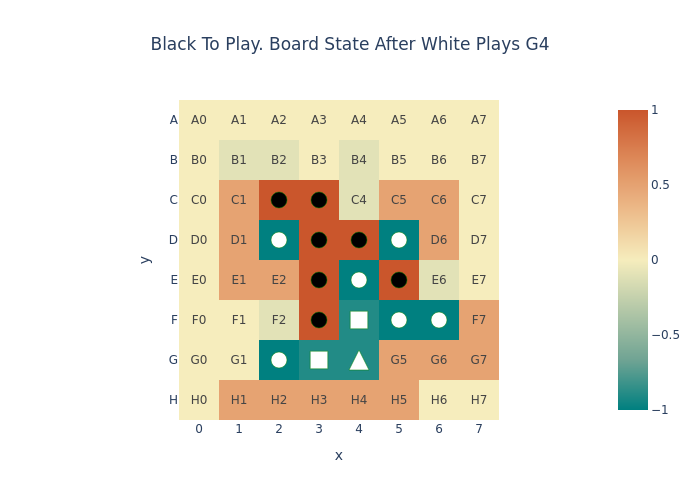 Black To Play. Board State After White Plays G4
A A0 A1 A2 A3 A4 A5 A6 A7
B B0 B1 B2 B3 B4 B5 B6 B7
C C0 C1 C4 C5 C6 C7
D D0 D1 D6 D7
E E0 E1 E2 E6 E7
F F0 F1 F2 F7
G G0 G1 G5 G6 G7
H H0 H1 H2 H3 H4 H5 H6 H7
0 1 2 3 4 5 6 7
x
y
1
0.5
0
−0.5
−1